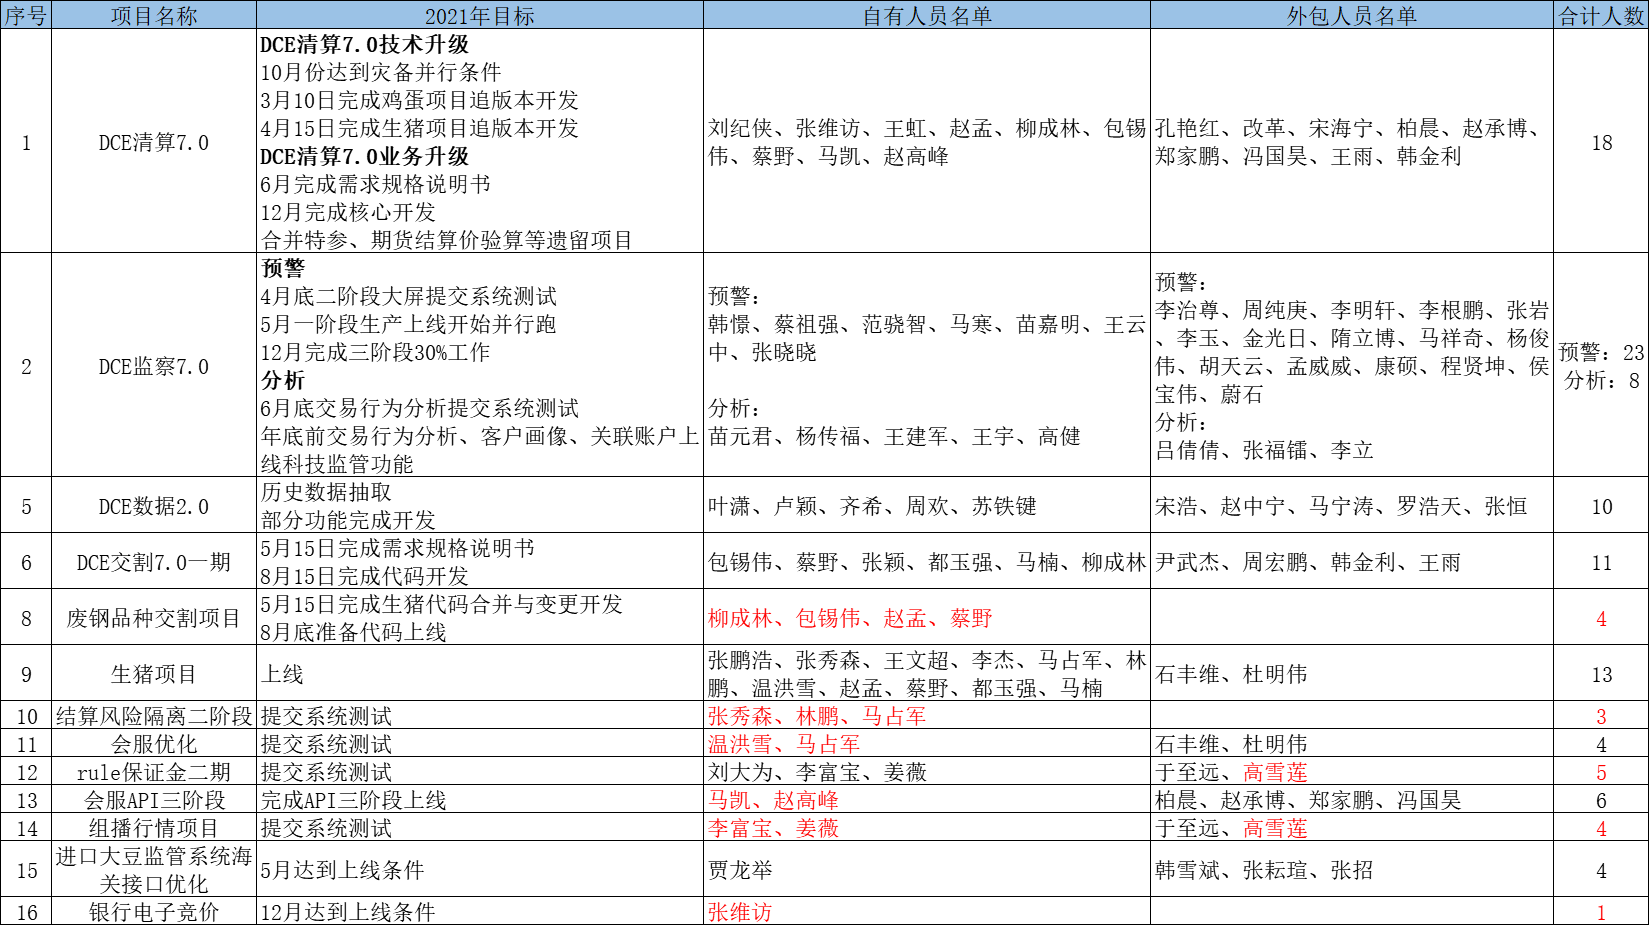 序号 项目名称 2021年目标 自有人员名单 外包人员名单 合计人数
1 DCE清算7.0
DCE清算7.0技术升级
10月份达到灾备并行条件
3月10日完成鸡蛋项目追版本开发
4月15日完成生猪项目追版本开发
DCE清算7.0业务升级
6月完成需求规格说明书
12月完成核心开发
合并特参、期货结算价验算等遗留项目
刘纪侠、张维访、王虹、赵孟、柳成林、包锡
伟、蔡野、马凯、赵高峰
孔艳红、改革、宋海宁、柏晨、赵承博、
郑家鹏、冯国昊、王雨、韩金利
18
2 DCE监察7.0
预警
4月底二阶段大屏提交系统测试
5月一阶段生产上线开始并行跑
12月完成三阶段30%工作
分析
6月底交易行为分析提交系统测试
年底前交易行为分析、客户画像、关联账户上
线科技监管功能
预警：
韩憬、蔡祖强、范骁智、马寒、苗嘉明、王云
中、张晓晓
分析：
苗元君、杨传福、王建军、王宇、高健
预警：
李治尊、周纯庚、李明轩、李根鹏、张岩
、李玉、金光日、隋立博、马祥奇、杨俊
伟、胡天云、孟威威、康硕、程贤坤、侯
宝伟、蔚石
分析：
吕倩倩、张福镭、李立
预警：23
分析：8
5 DCE数据2.0
历史数据抽取
部分功能完成开发
叶潇、卢颖、齐希、周欢、苏铁键
宋浩、赵中宁、马宁涛、罗浩天、张恒
10
6 DCE交割7.0一期
5月15日完成需求规格说明书
8月15日完成代码开发
包锡伟、蔡野、张颖、都玉强、马楠、柳成林
尹武杰、周宏鹏、韩金利、王雨
11
8 废钢品种交割项目
5月15日完成生猪代码合并与变更开发
8月底准备代码上线
柳成林、包锡伟、赵孟、蔡野
4
9 生猪项目
上线
张鹏浩、张秀森、王文超、李杰、马占军、林
鹏、温洪雪、赵孟、蔡野、都玉强、马楠
石丰维、杜明伟
13
10 结算风险隔离二阶段 提交系统测试 张秀森、林鹏、马占军 3
11 会服优化 提交系统测试 温洪雪、马占军 石丰维、杜明伟 4
12 rule保证金二期 提交系统测试 刘大为、李富宝、姜薇 于至远、高雪莲 5
13 会服API三阶段 完成API三阶段上线 马凯、赵高峰 柏晨、赵承博、郑家鹏、冯国昊 6
14 组播行情项目 提交系统测试 李富宝、姜薇 于至远、高雪莲 4
15
进口大豆监管系统海
关接口优化
5月达到上线条件 贾龙举 韩雪斌、张耘瑄、张招 4
16 银行电子竞价 12月达到上线条件 张维访 1